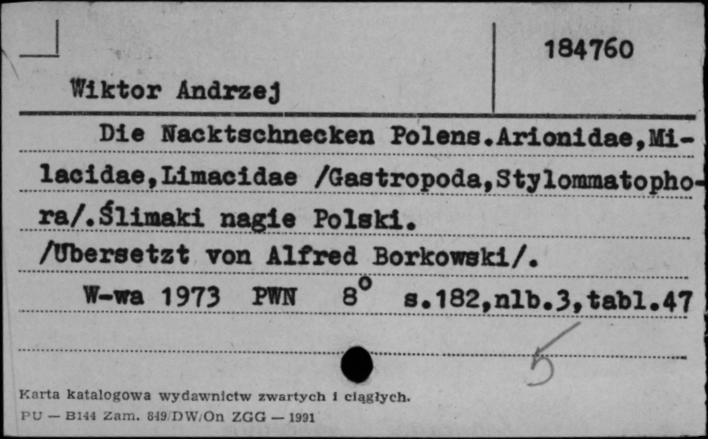 184760
Wiktor Andrzej
Die Nacktschnecken Polens.Arionidae,Mi-
lacidae,Limacidae /Gastropoda,Stylommatopho-
ra/.Ślimaki nagie Polski.
/Ubersetzt von Alfred Borkowski/.
W-wa 1973 PWN 8° s.182,nlb.3,tabl.47
5
Karta katalogowa wydawnictw zwartych i ciągłych.
PU — B144 Zam. 849/DW/On ZGG — 1991